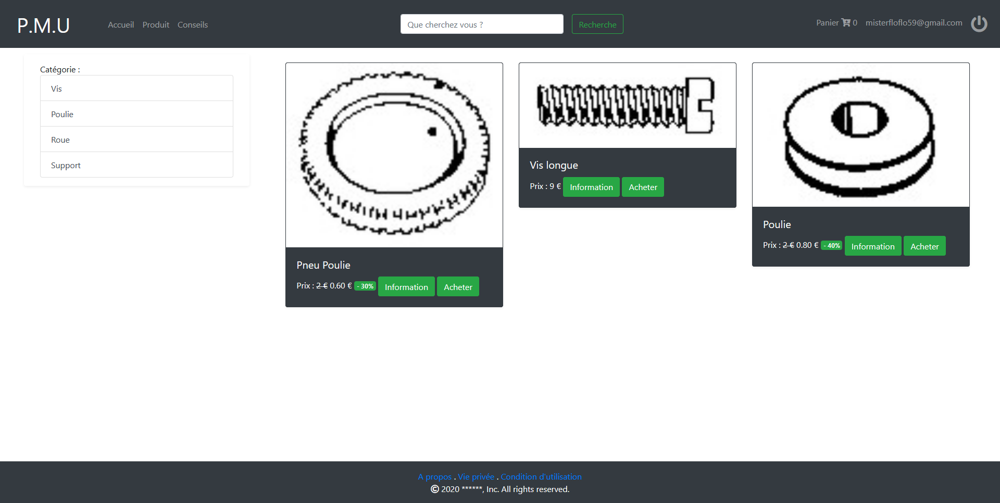 P.M.U
Accueil Produit Conseils
Que cherchez vous ?
Recherche
Panier 0
misterfloflo59@gmail.com
Catégorie :
Vis
Poulie
Roue
Support
Pneu Poulie
Prix : 2 € 0.60 € - 30% Information Acheter
Vis longue
Prix : 9 € Information Acheter
Poulie
Prix : 2 € 0.80 € - 40% Information Acheter
A propos . Vie privée . Condition d'utilisation
© 2020 ******, Inc. All rights reserved.